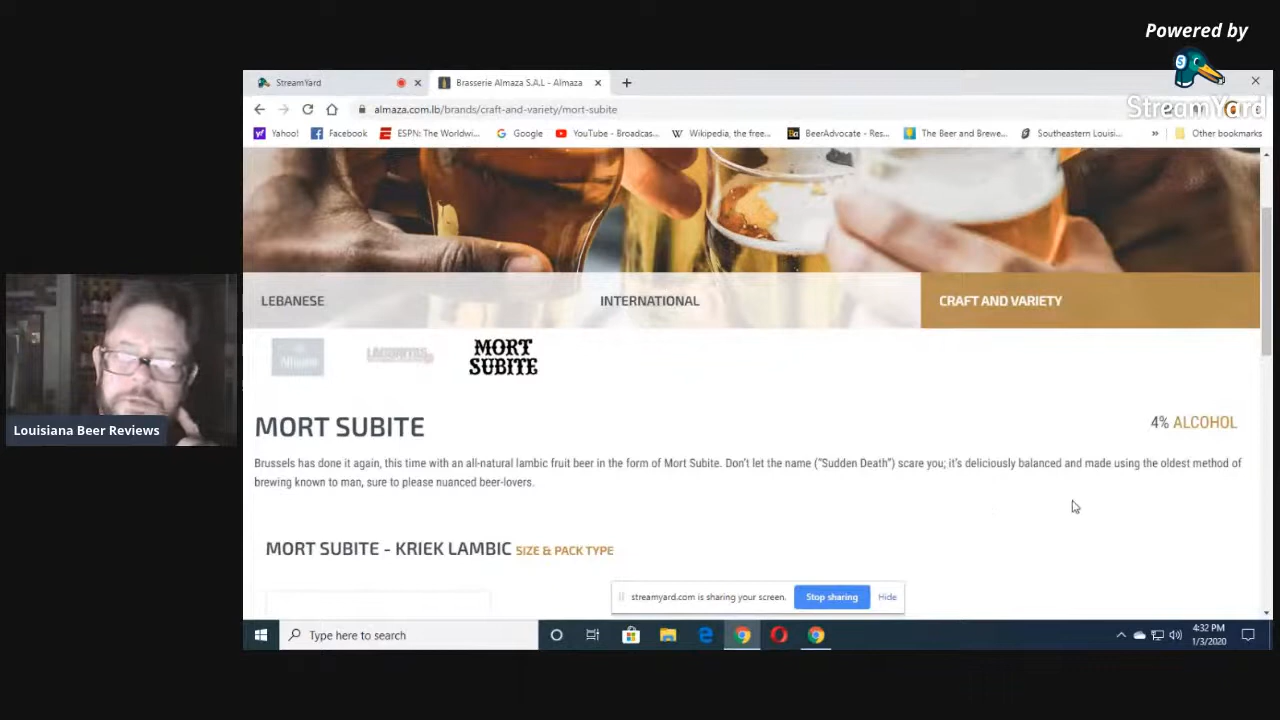 Powered by
StreamYard
StreamYard
Brasserie Almaza S.A.L - Almaza
almaza.com.lb/brands/craft-and-variety/mort-subite
Yahoo!
Facebook
ESPN: The Worldwi...
Google
YouTube - Broadcas...
Wikipedia, the free...
BeerAdvocate - Res...
The Beer and Brewe...
Southeastern Louisi...
»
Other bookmarks
LEBANESE
INTERNATIONAL
CRAFT AND VARIETY
LAGUNITAS
MORT
SUBITE
MORT SUBITE
4% ALCOHOL
Brussels has done it again, this time with an all-natural lambic fruit beer in the form of Mort Subite. Don't let the name (“Sudden Death”) scare you; it's deliciously balanced and made using the oldest method of
brewing known to man, sure to please nuanced beer-lovers.
Louisiana Beer Reviews
MORT SUBITE - KRIEK LAMBIC SIZE & PACK TYPE
streamyard.com is sharing your screen.
Stop sharing
Hide
Type here to search
4:32 PM
1/3/2020